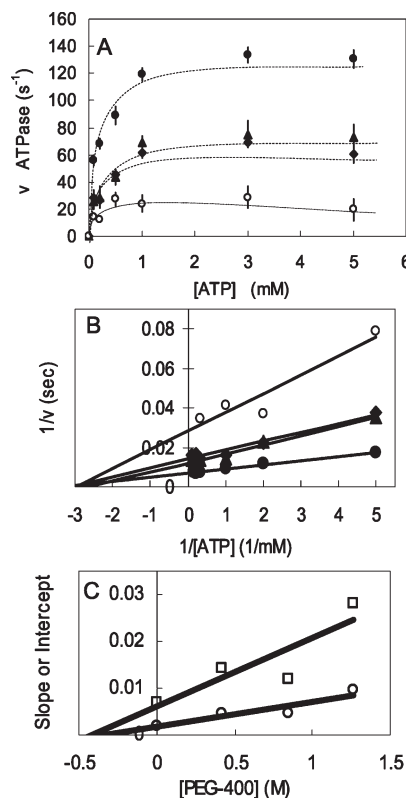 A
160
140
120
100
80
60
40
20
0
v ATPase (s⁻¹)
0 1 2 3 4 5 6
[ATP] (mM)
B
0.08
0.06
0.04
0.02
0
1/v (sec)
-3 -2 -1 0 1 2 3 4 5
1/[ATP] (1/mM)
C
0.03
0.02
0.01
0
Slope or Intercept
-0.5 0 0.5 1 1.5
[PEG-400] (M)